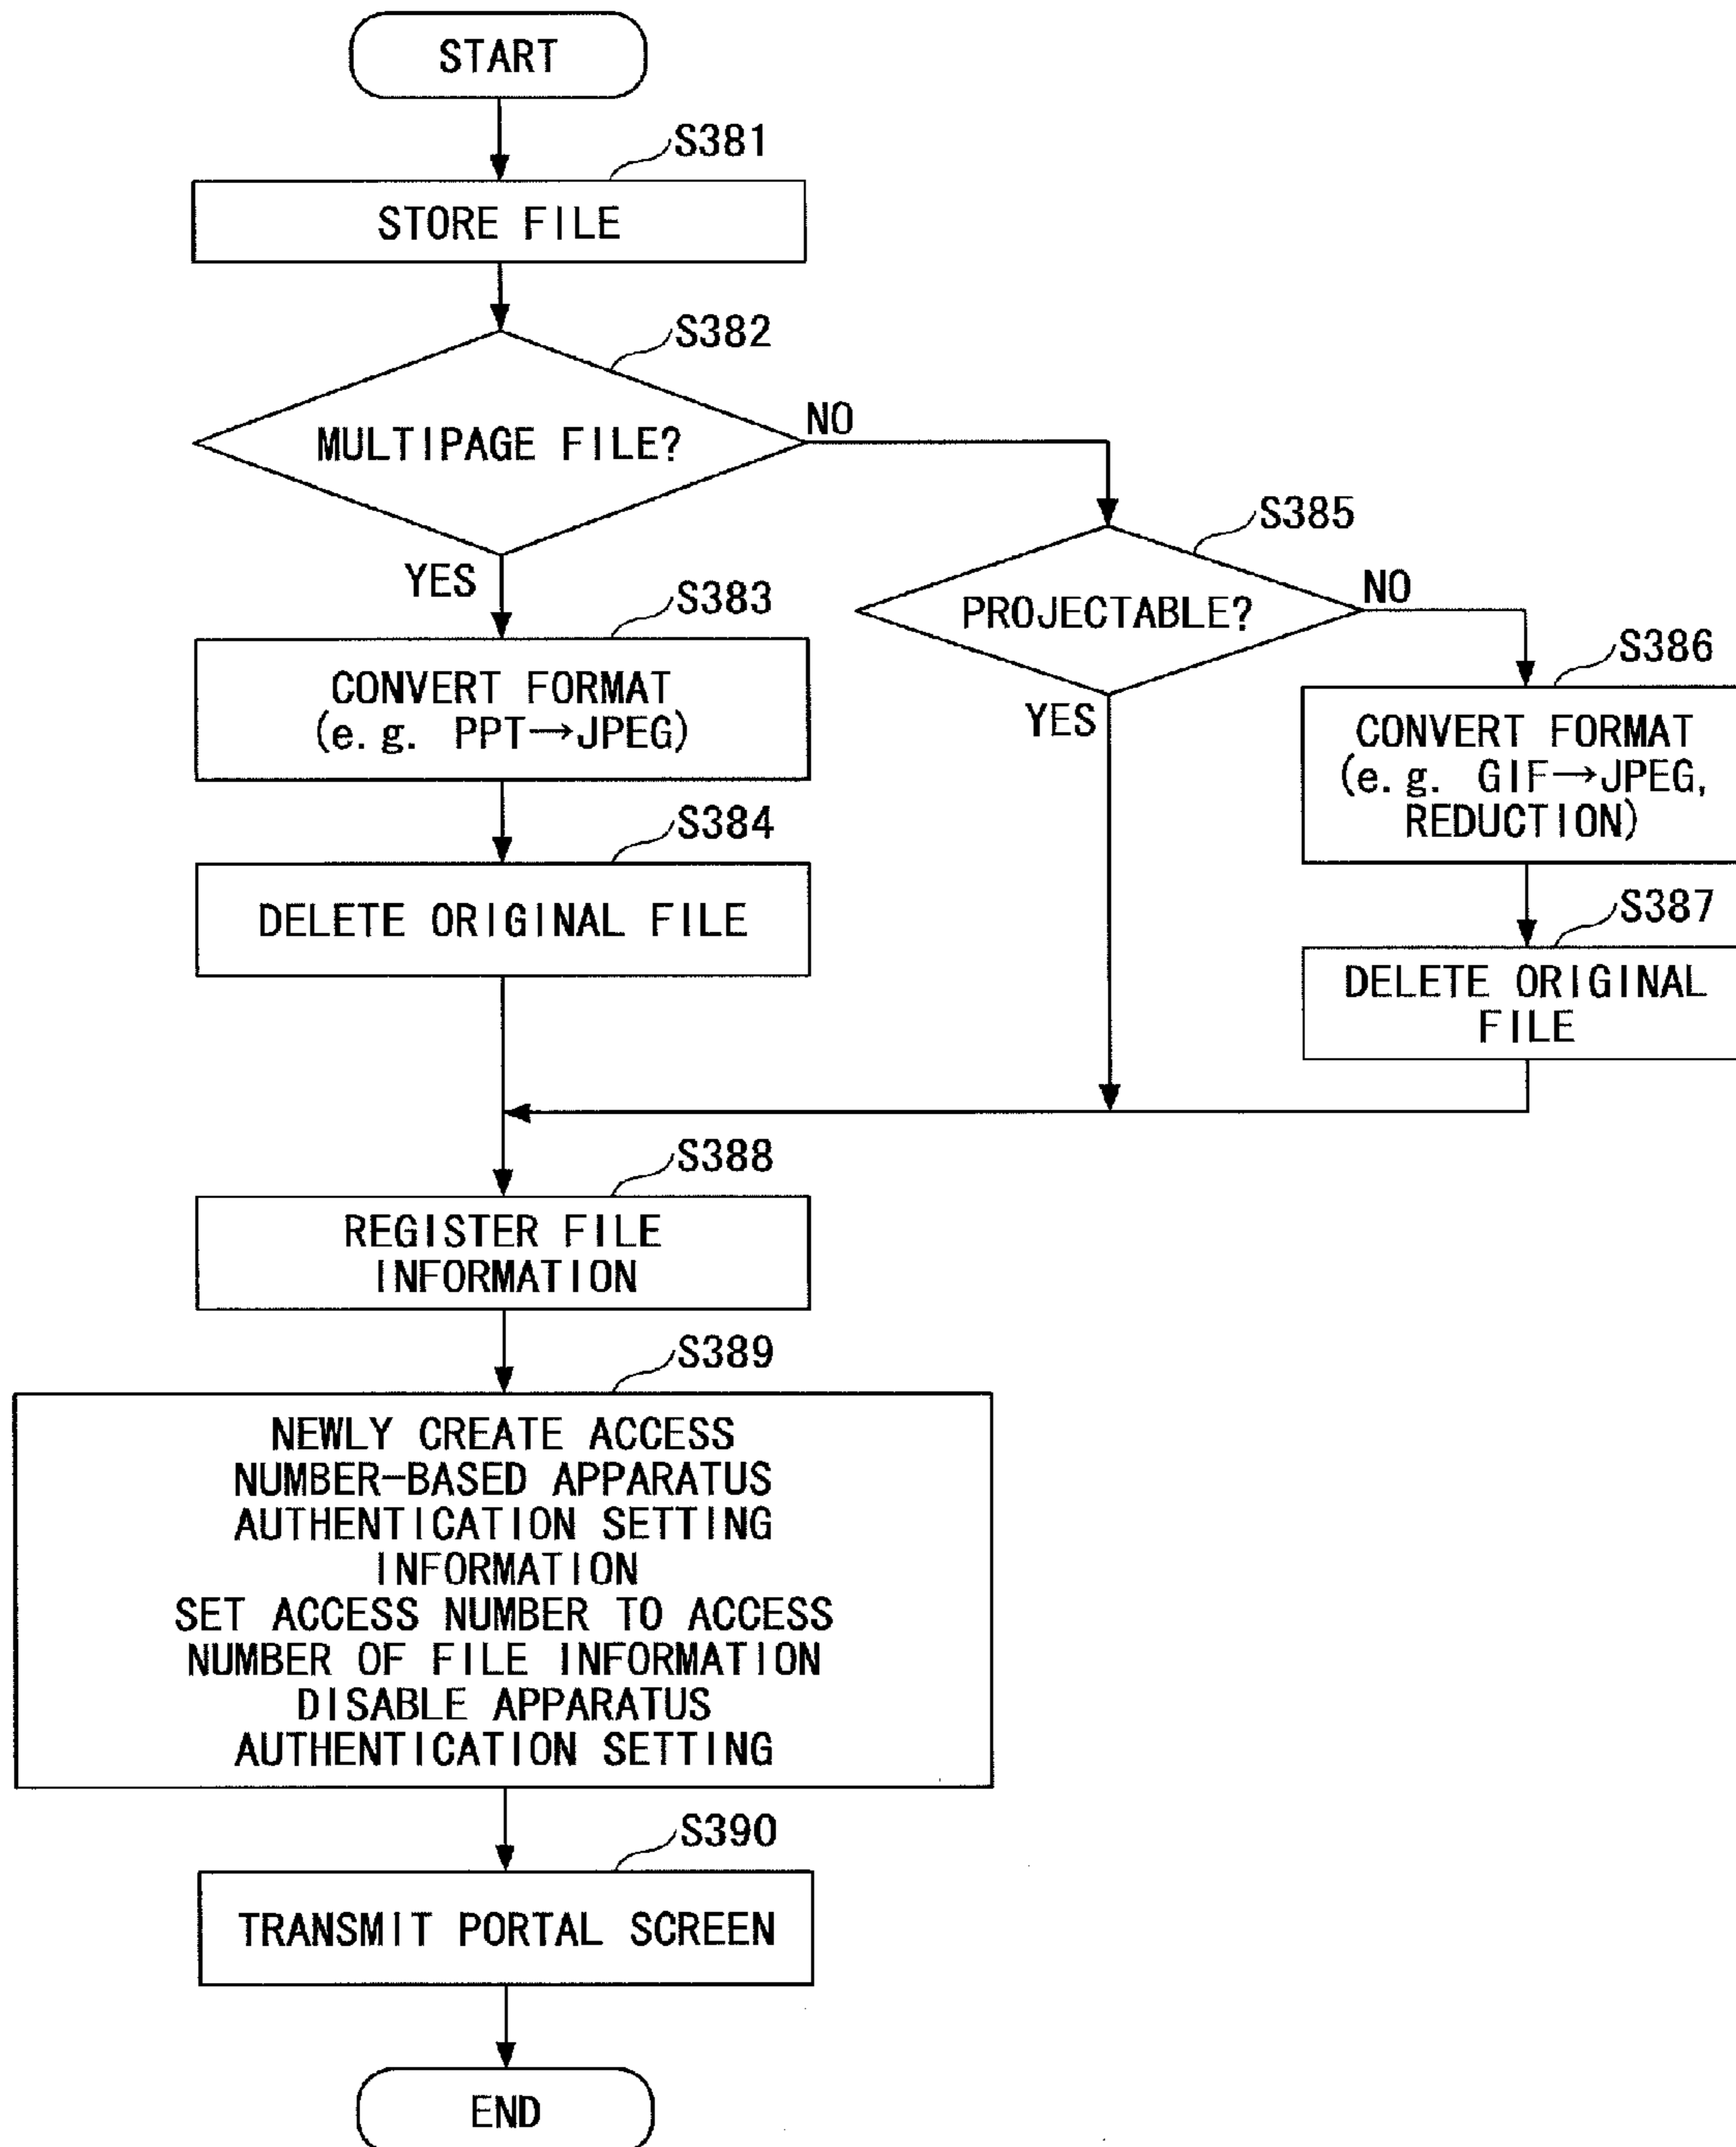 START
S381
STORE FILE
S382
MULTIPAGE FILE?
NO
YES
S385
PROJECTABLE?
NO
YES
S383
CONVERT FORMAT
(e.g. PPT→JPEG)
S386
CONVERT FORMAT
(e.g. GIF→JPEG,
REDUCTION)
S384
DELETE ORIGINAL FILE
S387
DELETE ORIGINAL
FILE
S388
REGISTER FILE
INFORMATION
S389
NEWLY CREATE ACCESS
NUMBER-BASED APPARATUS
AUTHENTICATION SETTING
INFORMATION
SET ACCESS NUMBER TO ACCESS
NUMBER OF FILE INFORMATION
DISABLE APPARATUS
AUTHENTICATION SETTING
S390
TRANSMIT PORTAL SCREEN
END